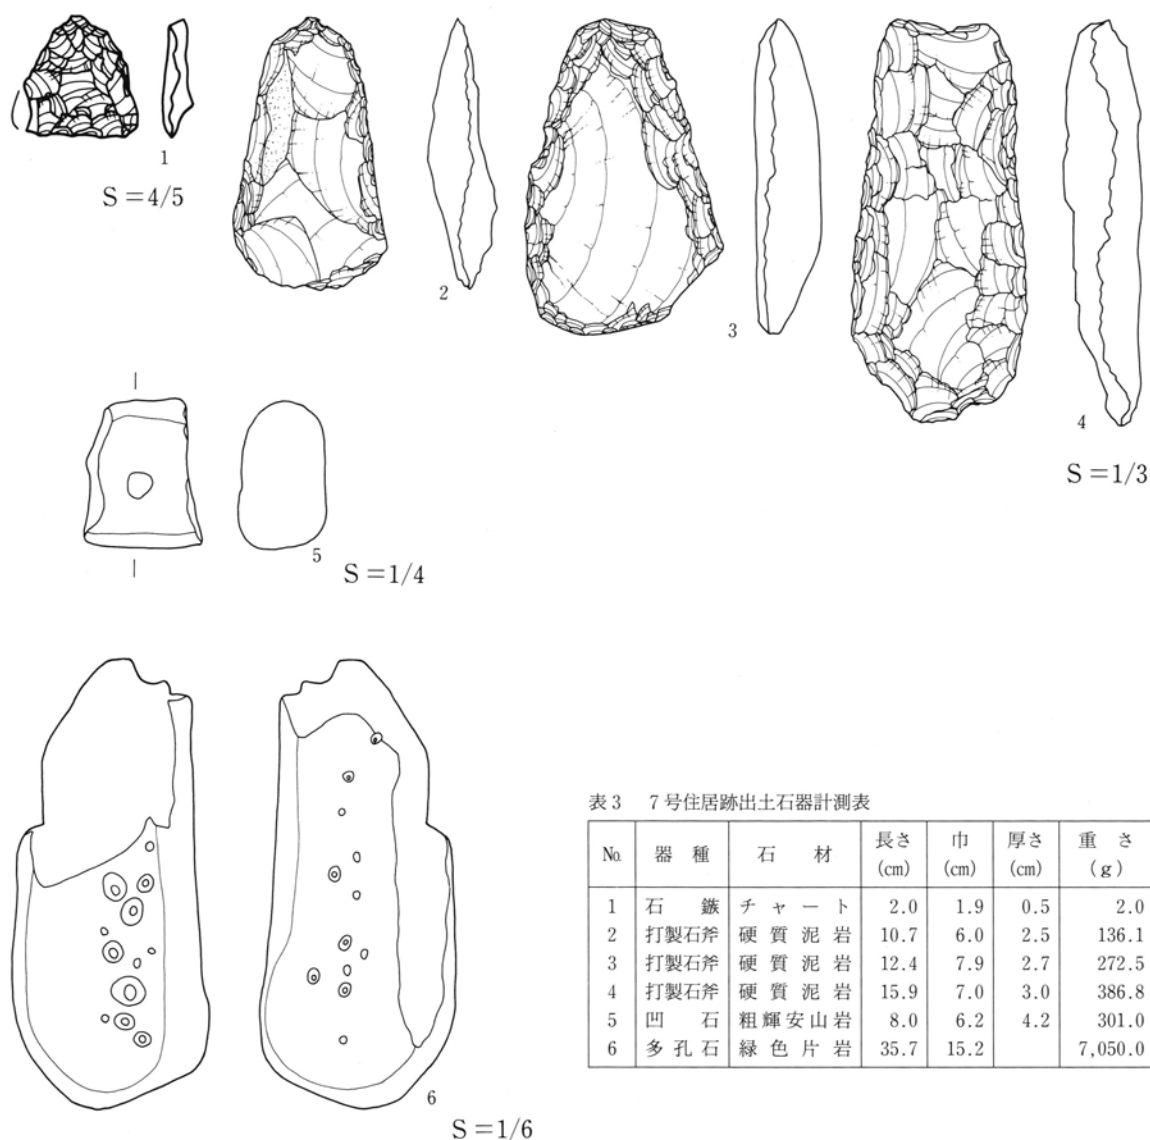 1
S＝4/5
2
3
4
S＝1/3
5
S＝1/4
6
S＝1/6
表3　7号住居跡出土石器計測表
№ 器種 石材 長さ(cm) 巾(cm) 厚さ(cm) 重さ(g)
1 石鏃 チャート 2.0 1.9 0.5 2.0
2 打製石斧 硬質泥岩 10.7 6.0 2.5 136.1
3 打製石斧 硬質泥岩 12.4 7.9 2.7 272.5
4 打製石斧 硬質泥岩 15.9 7.0 3.0 386.8
5 凹石 粗輝安山岩 8.0 6.2 4.2 301.0
6 多孔石 緑色片岩 35.7 15.2 7,050.0